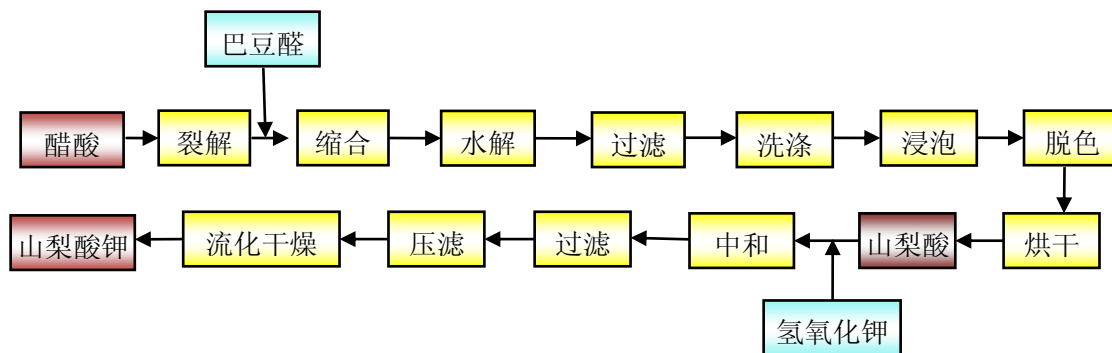 巴豆醛
醋酸
裂解
缩合
水解
过滤
洗涤
浸泡
脱色
烘干
山梨酸
氢氧化钾
中和
过滤
压滤
流化干燥
山梨酸钾